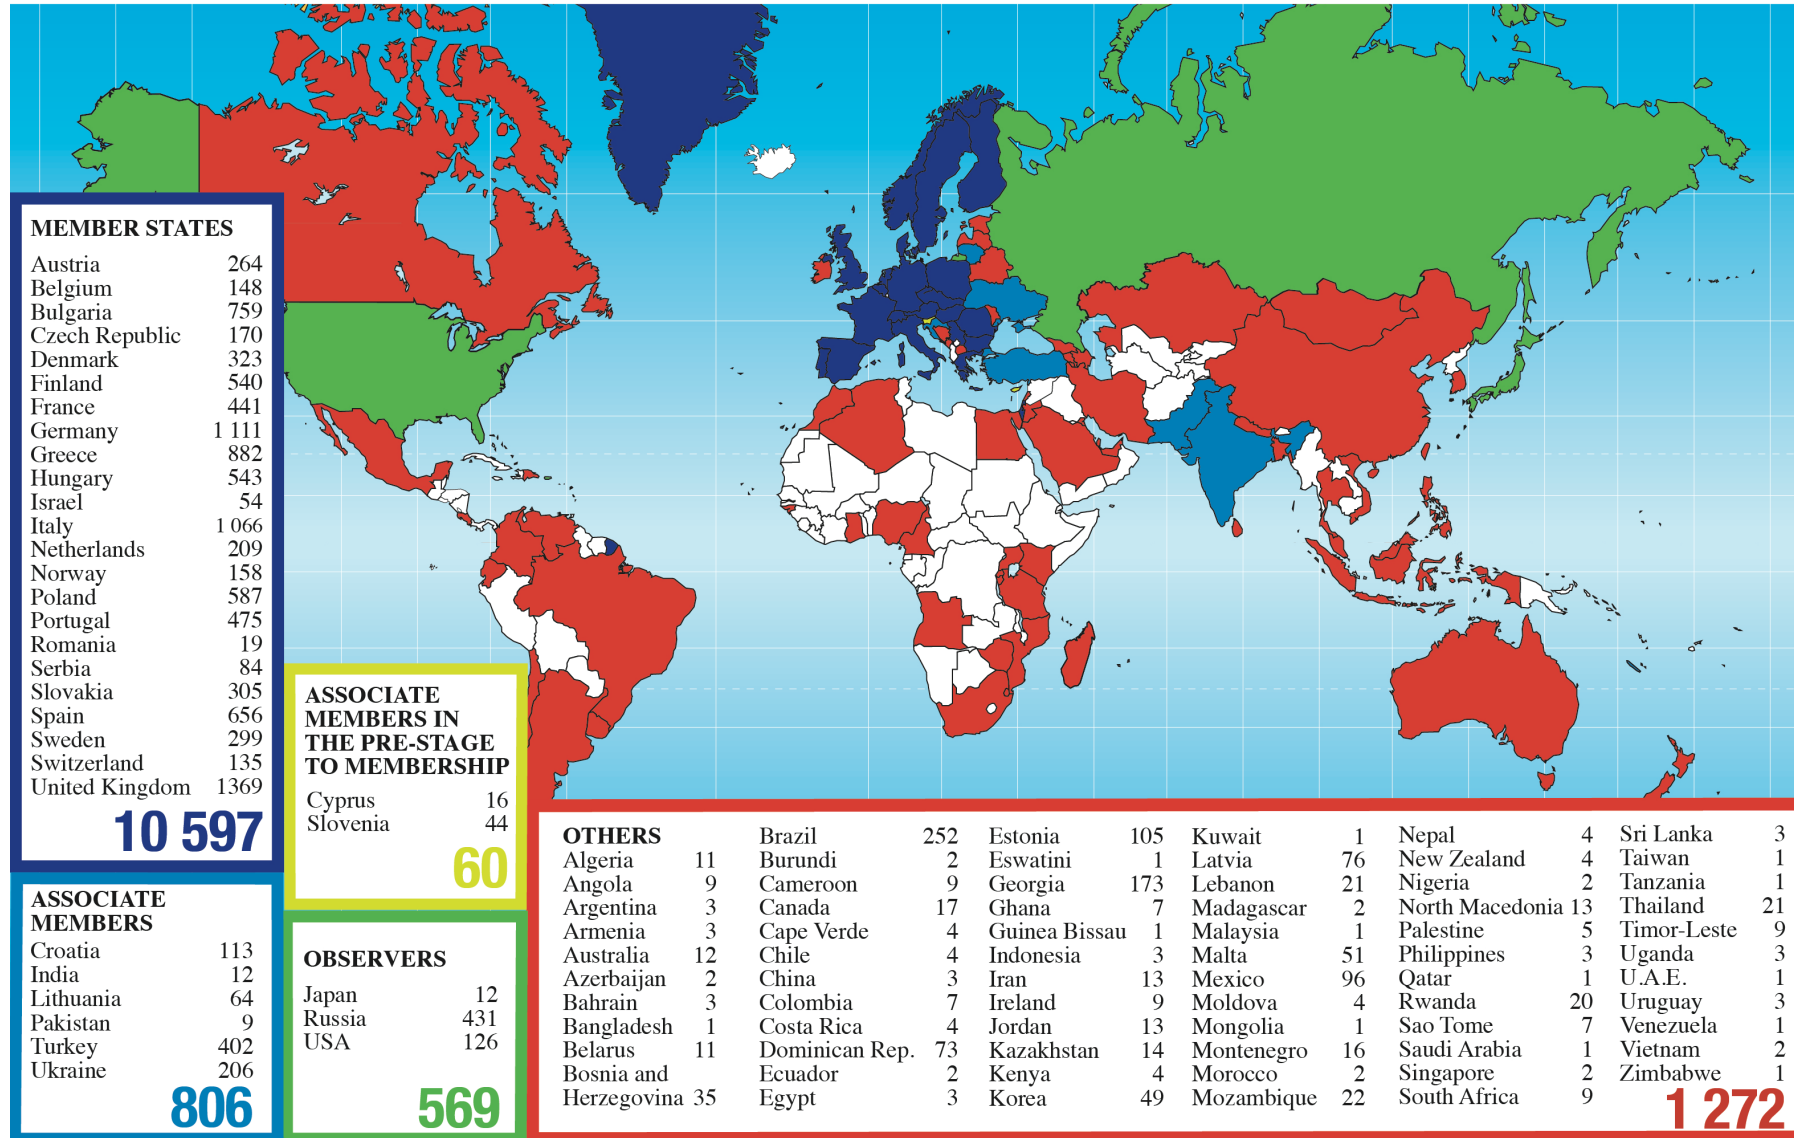 MEMBER STATES
Austria 264
Belgium 148
Bulgaria 759
Czech Republic 170
Denmark 323
Finland 540
France 441
Germany 1 111
Greece 882
Hungary 543
Israel 54
Italy 1 066
Netherlands 209
Norway 158
Poland 587
Portugal 475
Romania 19
Serbia 84
Slovakia 305
Spain 656
Sweden 299
Switzerland 135
United Kingdom 1369
10 597
ASSOCIATE
MEMBERS
Croatia 113
India 12
Lithuania 64
Pakistan 9
Turkey 402
Ukraine 206
806
ASSOCIATE
MEMBERS IN
THE PRE-STAGE
TO MEMBERSHIP
Cyprus 16
Slovenia 44
60
OBSERVERS
Japan 12
Russia 431
USA 126
569
OTHERS
Algeria 11
Angola 9
Argentina 3
Armenia 3
Australia 12
Azerbaijan 2
Bahrain 3
Bangladesh 1
Belarus 11
Bosnia and
Herzegovina 35
Brazil 252
Burundi 2
Cameroon 9
Canada 17
Cape Verde 4
Chile 4
China 3
Colombia 7
Costa Rica 4
Dominican Rep. 73
Ecuador 2
Egypt 3
Estonia 105
Eswatini 1
Georgia 173
Ghana 7
Guinea Bissau 1
Indonesia 3
Iran 13
Ireland 9
Jordan 13
Kazakhstan 14
Kenya 4
Korea 49
Kuwait 1
Latvia 76
Lebanon 21
Madagascar 2
Malaysia 1
Malta 51
Mexico 96
Moldova 4
Mongolia 1
Montenegro 16
Morocco 2
Mozambique 22
Nepal 4
New Zealand 4
Nigeria 2
North Macedonia 13
Palestine 5
Philippines 3
Qatar 1
Rwanda 20
Sao Tome 7
Saudi Arabia 1
Singapore 2
South Africa 9
Sri Lanka 3
Taiwan 1
Tanzania 1
Thailand 21
Timor-Leste 9
Uganda 3
U.A.E. 1
Uruguay 3
Venezuela 1
Vietnam 2
Zimbabwe 1
1 272